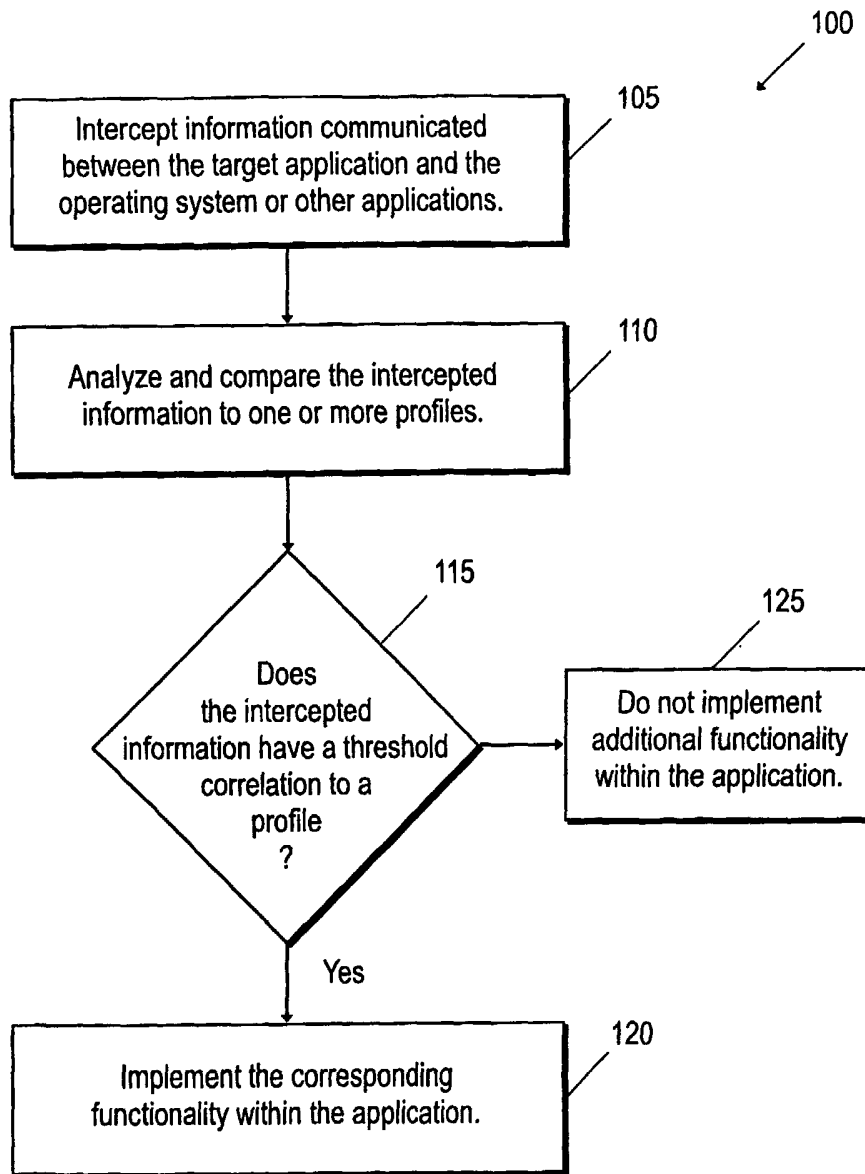 100
105
Intercept information communicated
between the target application and the
operating system or other applications.
110
Analyze and compare the intercepted
information to one or more profiles.
115
Does
the intercepted
information have a threshold
correlation to a
profile
?
125
Do not implement
additional functionality
within the application.
Yes
120
Implement the corresponding
functionality within the application.